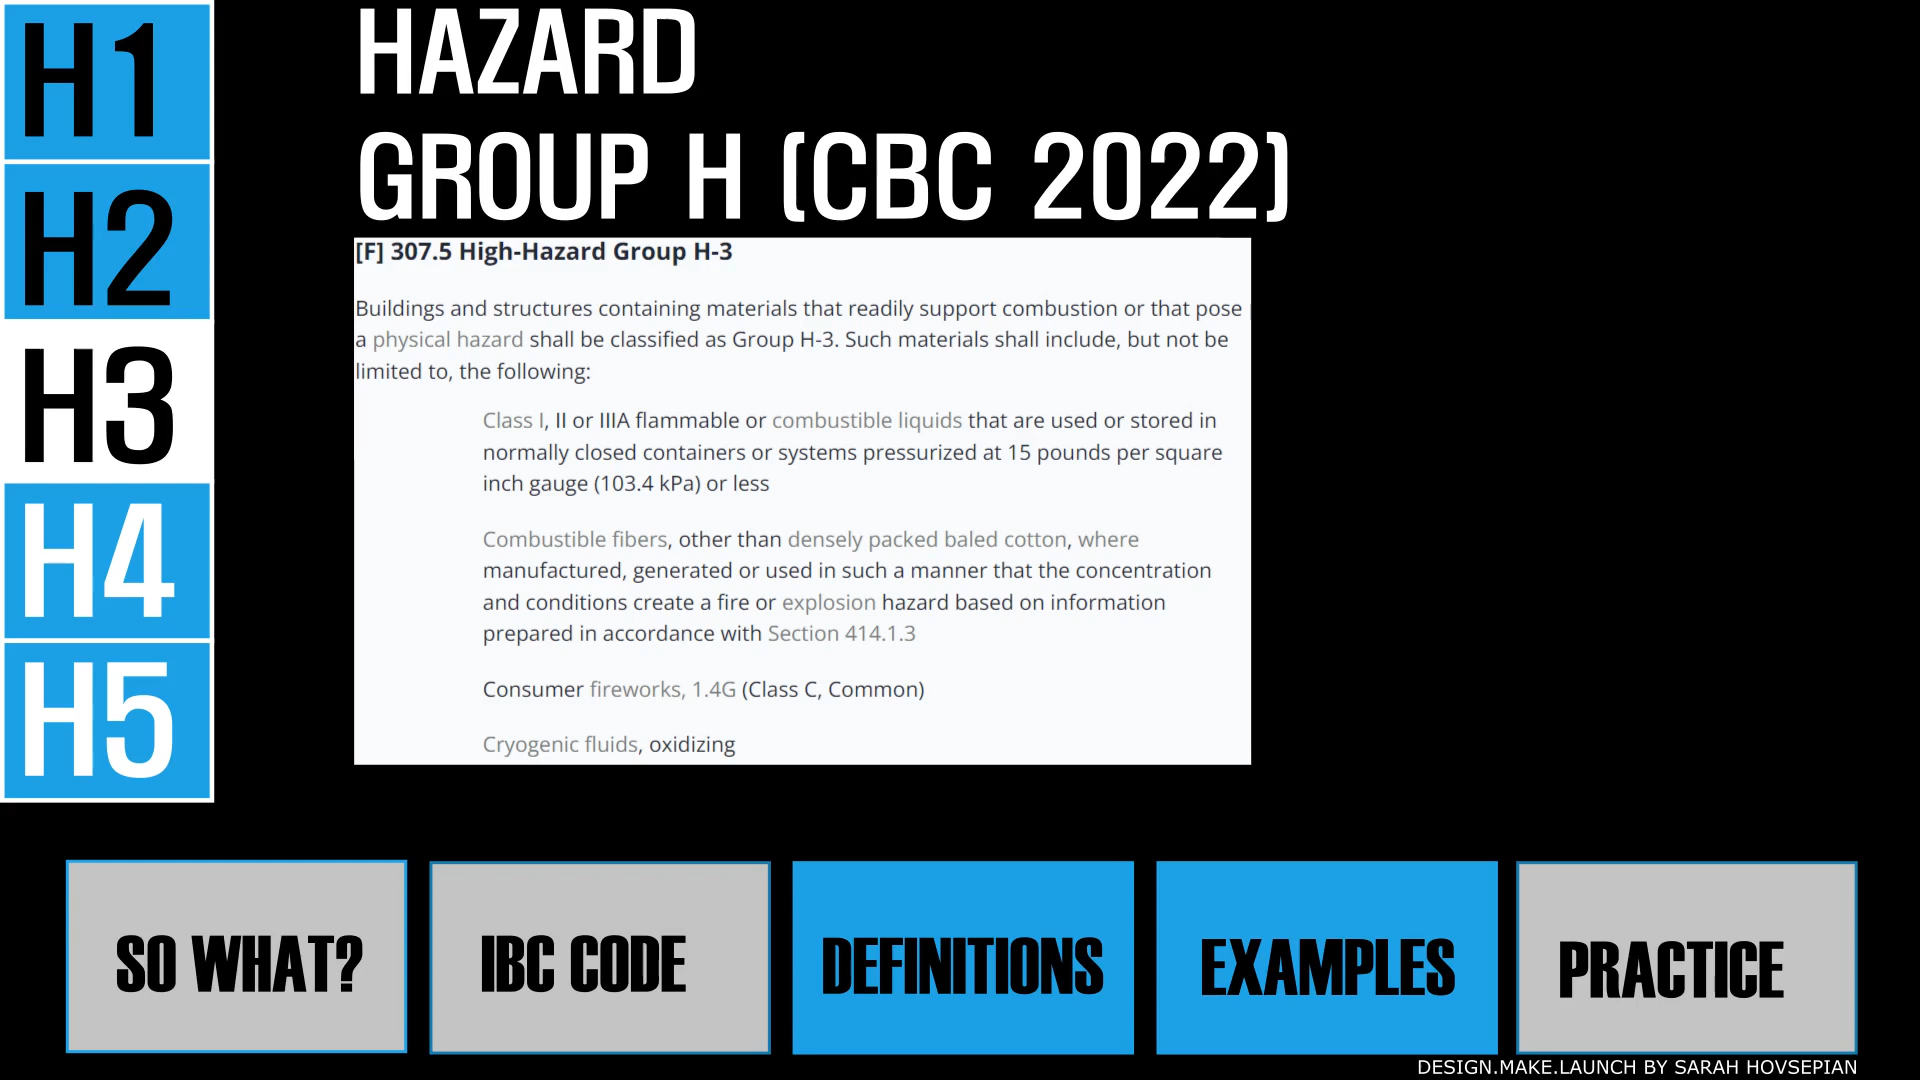 H1
H2
H3
H4
H5
HAZARD
GROUP H (CBC 2022)
[F] 307.5 High-Hazard Group H-3
Buildings and structures containing materials that readily support combustion or that pose
a physical hazard shall be classified as Group H-3. Such materials shall include, but not be
limited to, the following:
Class I, II or IIIA flammable or combustible liquids that are used or stored in
normally closed containers or systems pressurized at 15 pounds per square
inch gauge (103.4 kPa) or less
Combustible fibers, other than densely packed baled cotton, where
manufactured, generated or used in such a manner that the concentration
and conditions create a fire or explosion hazard based on information
prepared in accordance with Section 414.1.3
Consumer fireworks, 1.4G (Class C, Common)
Cryogenic fluids, oxidizing
SO WHAT?
IBC CODE
DEFINITIONS
EXAMPLES
PRACTICE
DESIGN.MAKE.LAUNCH BY SARAH HOVSEPIAN